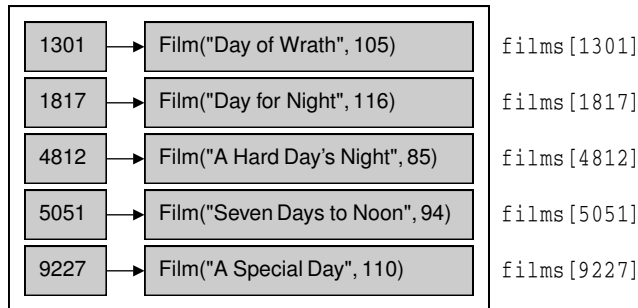 1301 Film("Day of Wrath", 105) films[1301]
1817 Film("Day for Night", 116) films[1817]
4812 Film("A Hard Day's Night", 85) films[4812]
5051 Film("Seven Days to Noon", 94) films[5051]
9227 Film("A Special Day", 110) films[9227]